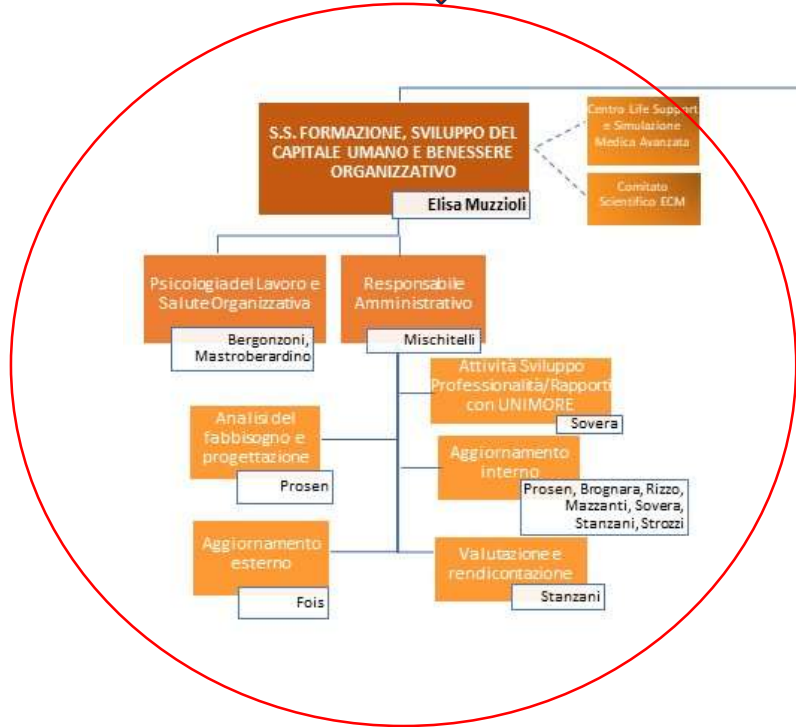 S.S. FORMAZIONE, SVILUPPO DEL
CAPITALE UMANO E BENESSERE
ORGANIZZATIVO
Elisa Muzzioli
Centro Life Support
e Simulazione
Medica Avanzata
Comitato
Scientifico ECM
Psicologia del Lavoro e
Salute Organizzativa
Bergonzoni,
Mastroberardino
Responsabile
Amministrativo
Mischitelli
Attività Sviluppo
Professionalità/Rapporti
con UNIMORE
Sovera
Analisi del
fabbisogno e
progettazione
Prosen
Aggiornamento
interno
Prosen, Brognara, Rizzo,
Mazzanti, Sovera,
Stanzani, Strozzi
Aggiornamento
esterno
Fois
Valutazione e
rendicontazione
Stanzani